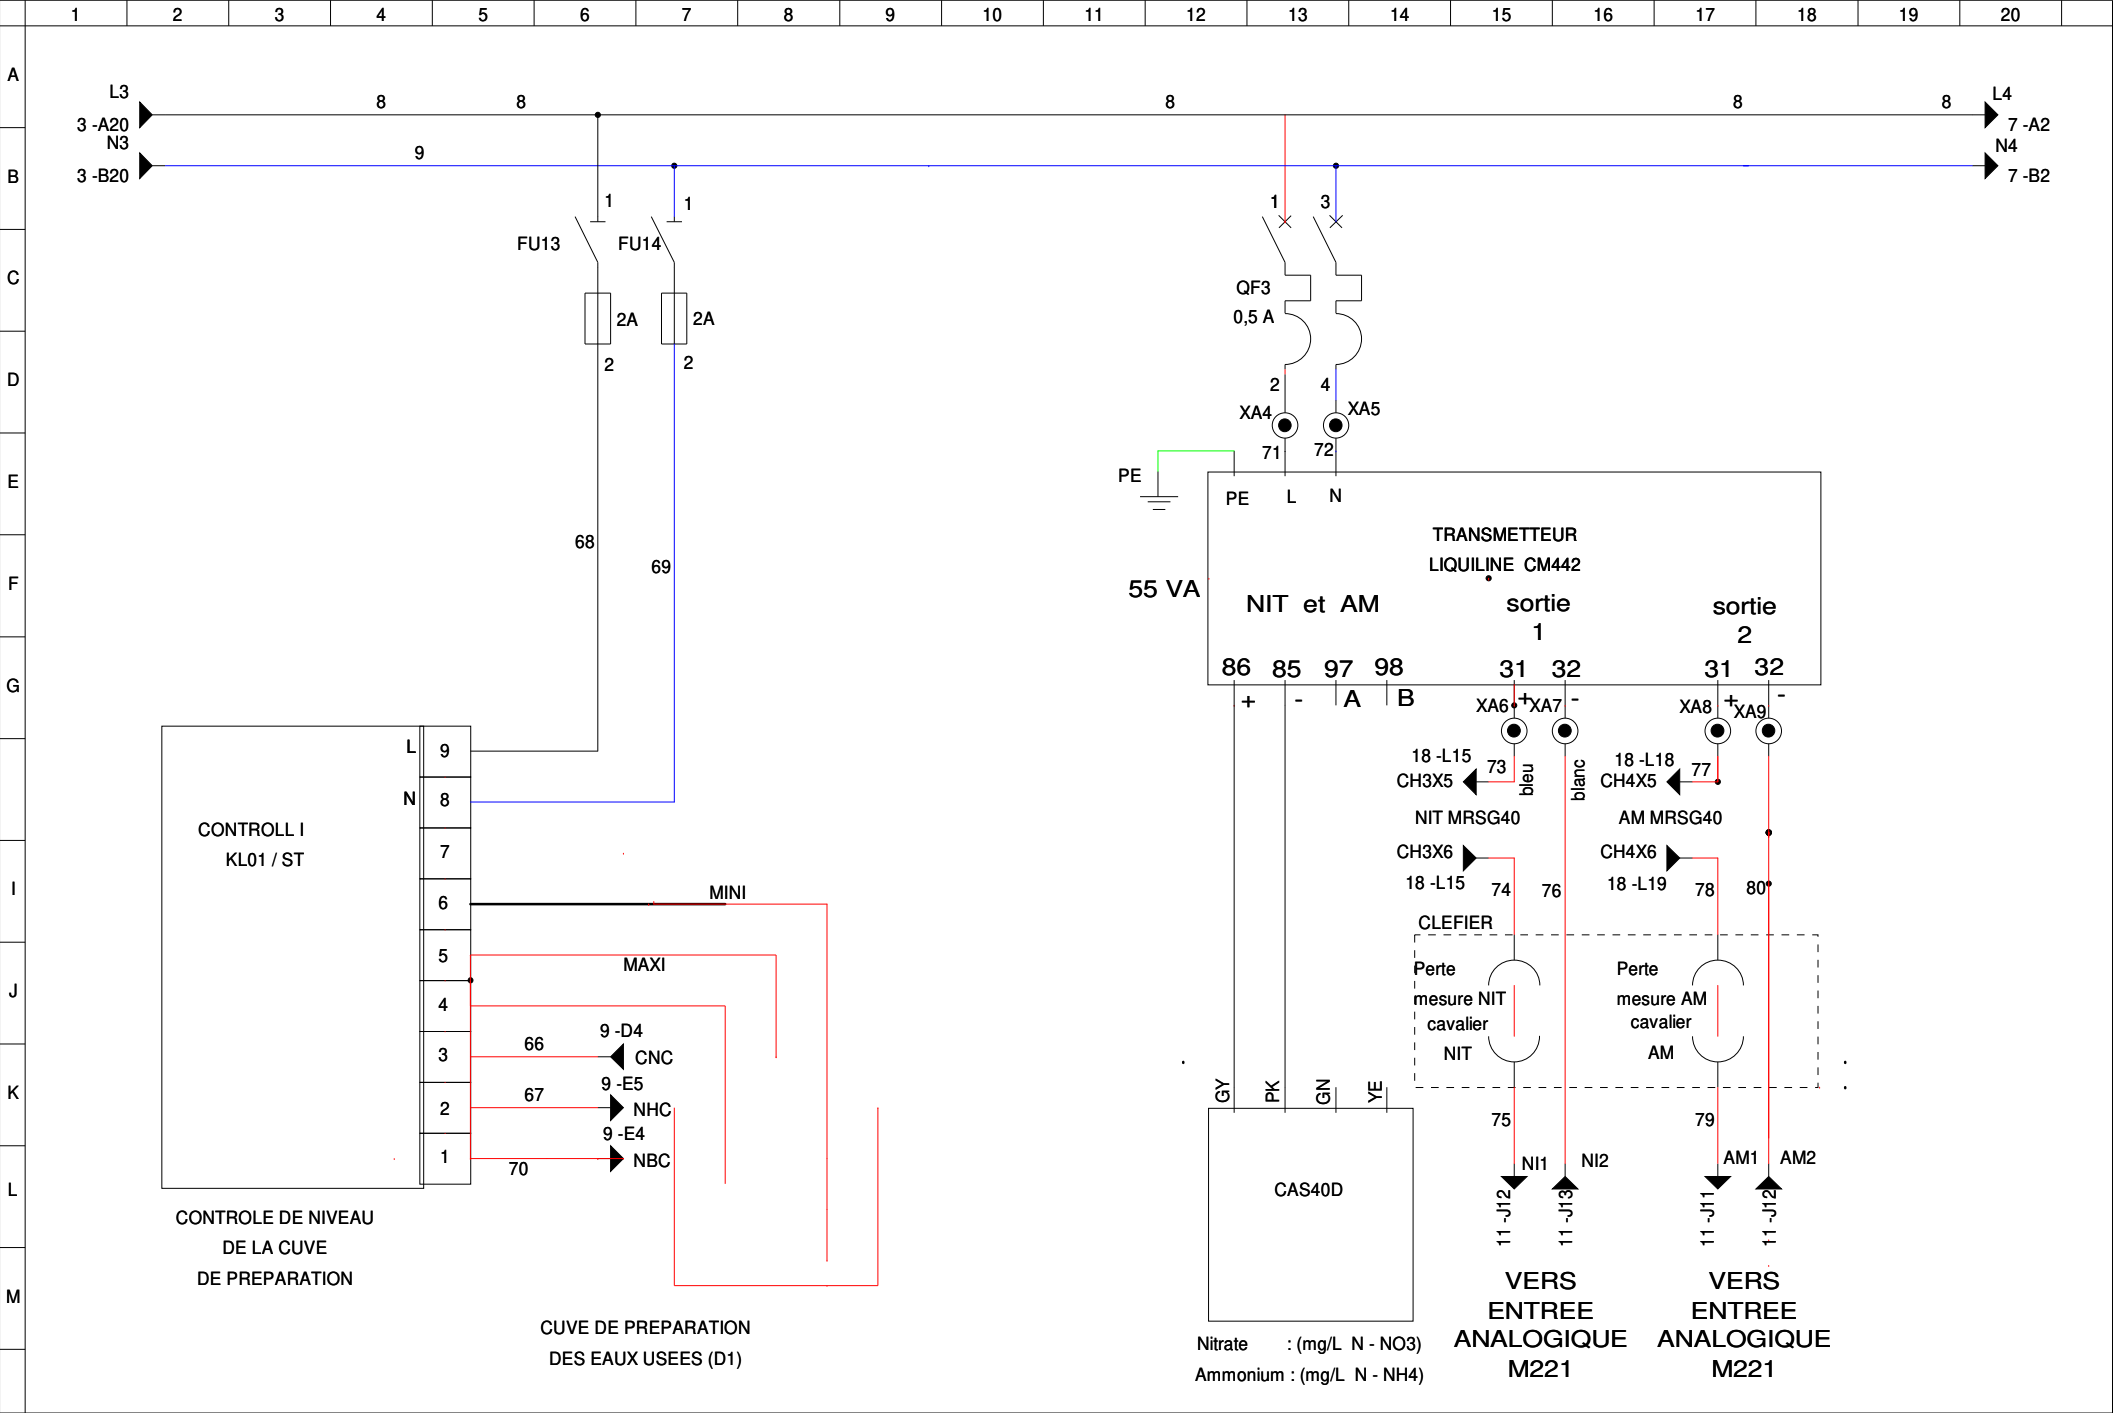 1 2 3 4 5 6 7 8 9 10 11 12 13 14 15 16 17 18 19 20
A
B
C
D
E
F
G
I
J
K
L
M
L3
3 -A20
N3
3 -B20
8 8 8 8 8
9
L4
7 -A2
N4
7 -B2
1 1
FU13 FU14
2A 2A
2 2
68
69
1 3
QF3
0,5 A
2 4
XA4 XA5
71 72
PE
PE L N
TRANSMETTEUR
LIQUILINE CM442
55 VA
NIT et AM
sortie
1
sortie
2
86 85 97 98 31 32 31 32
+ - A B + - + -
XA6 XA7 XA8 XA9
18 -L15
73
CH3X5
bleu
blanc
18 -L18
77
CH4X5
NIT MRSG40
AM MRSG40
CH3X6
18 -L15
74
76
CH4X6
18 -L19
78
80
CLEFIER
Perte
mesure NIT
cavalier
NIT
Perte
mesure AM
cavalier
AM
75
79
NI1 NI2
AM1 AM2
11 -J12
11 -J13
11 -J11
11 -J12
VERS
ENTREE
ANALOGIQUE
M221
VERS
ENTREE
ANALOGIQUE
M221
GY PK GN YE
CAS40D
Nitrate : (mg/L N - NO3)
Ammonium : (mg/L N - NH4)
L 9
N 8
7
6
5
4
3
2
1
CONTROLL I
KL01 / ST
MINI
MAXI
9 -D4
66
CNC
9 -E5
67
NHC
9 -E4
70
NBC
CONTROLE DE NIVEAU
DE LA CUVE
DE PREPARATION
CUVE DE PREPARATION
DES EAUX USEES (D1)